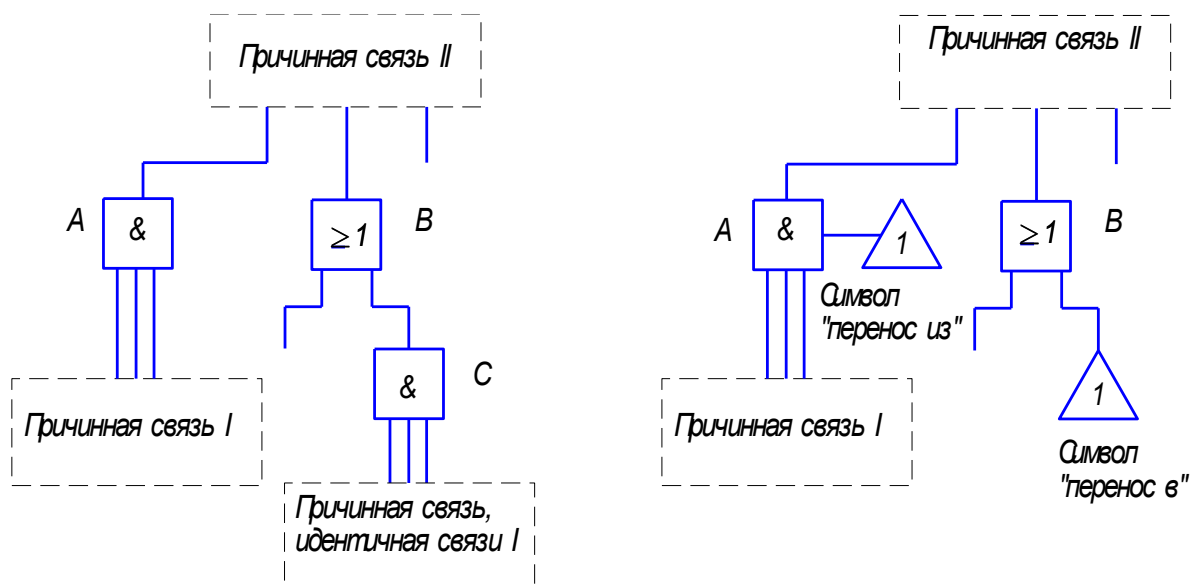 Причинная связь II
A
&
≥1
B
Причинная связь I
&
C
Причинная связь,
идентичная связи I
Причинная связь II
A
&
1
≥1
B
Символ
"перенос из"
Причинная связь I
1
Символ
"перенос в"